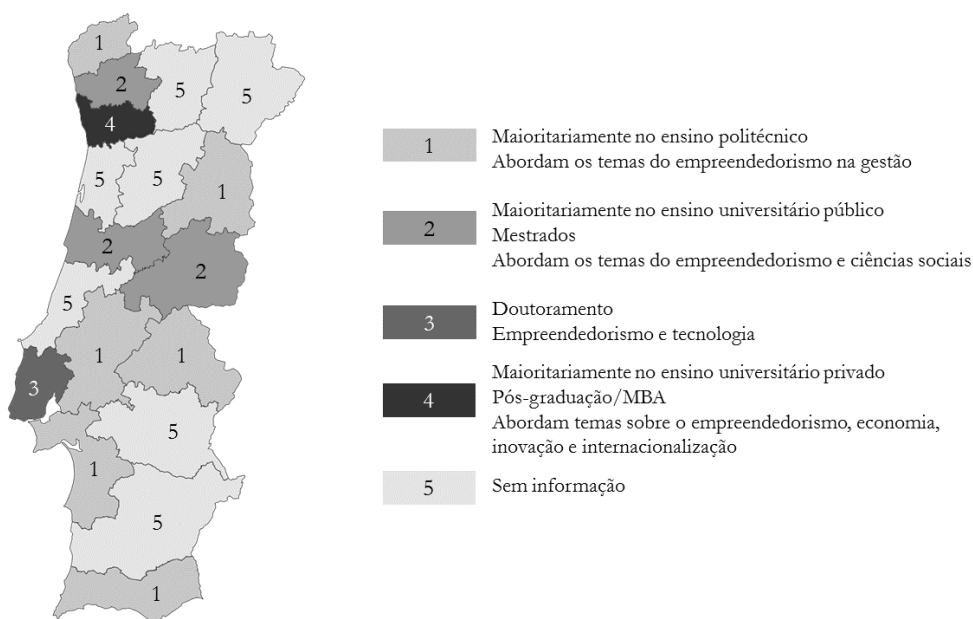 1
2
5
5
4
5
5
1
2
2
5
1
1
3
5
1
5
1
1
Maioritariamente no ensino politécnico
Abordam os temas do empreendedorismo na gestão
2
Maioritariamente no ensino universitário público
Mestrados
Abordam os temas do empreendedorismo e ciências sociais
3
Doutoramento
Empreendedorismo e tecnologia
4
Maioritariamente no ensino universitário privado
Pós-graduação/MBA
Abordam temas sobre o empreendedorismo, economia,
inovação e internacionalização
5
Sem informação